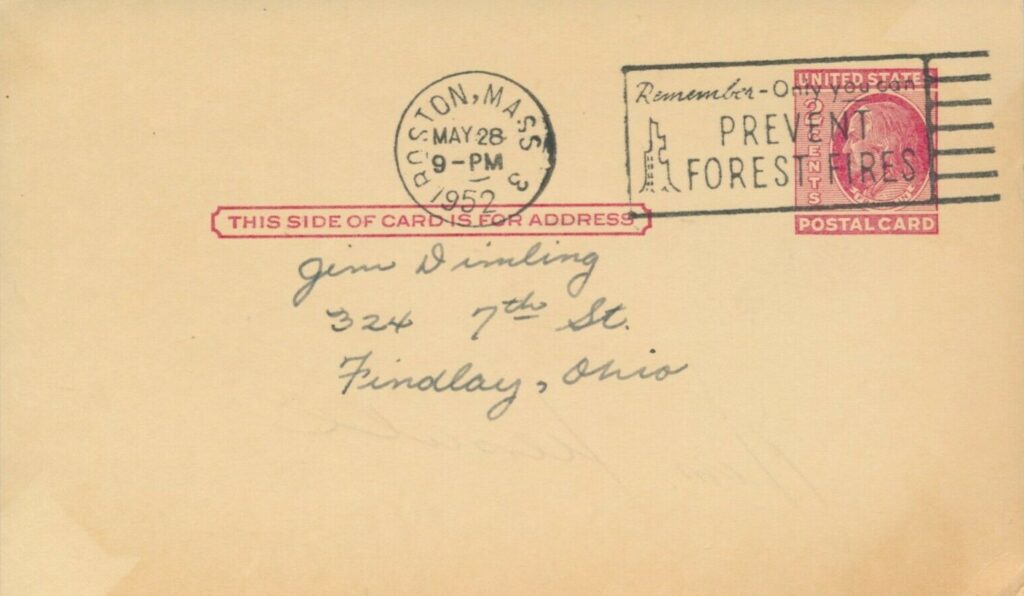 BOSTON, MASS 3
MAY 28
9-PM
1952
Remember - Only you can
PREVENT
FOREST FIRES
UNITED STATES
2 CENTS
POSTAL CARD
THIS SIDE OF CARD IS FOR ADDRESS
Jim Dimling
324 7th St.
Findlay, Ohio